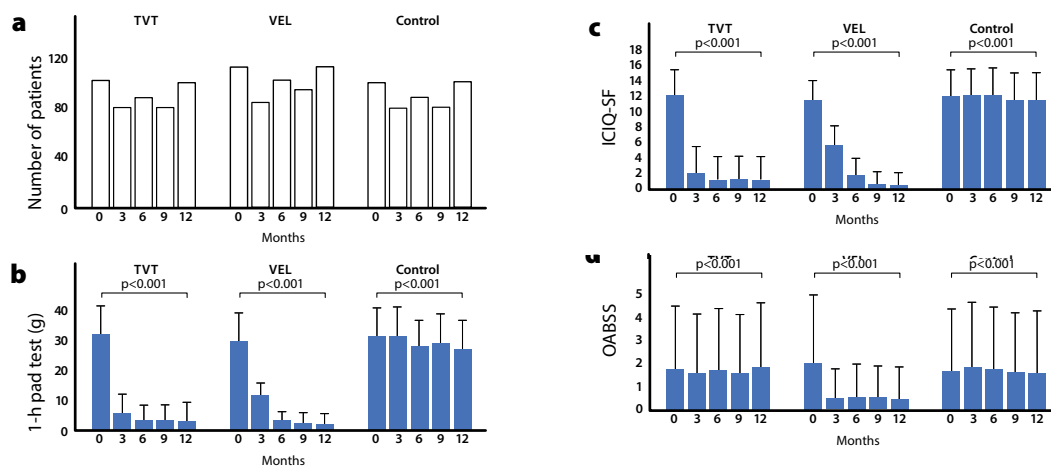 a
TVT VEL Control
Number of patients
120
80
40
0
0 3 6 9 12 0 3 6 9 12 0 3 6 9 12
Months
b
TVT VEL Control
p<0.001 p<0.001 p<0.001
1-h pad test (g)
40
30
20
10
0
0 3 6 9 12 0 3 6 9 12 0 3 6 9 12
Months
c
TVT VEL Control
p<0.001 p<0.001 p<0.001
ICIQ-SF
18
16
14
12
10
8
6
4
2
0
0 3 6 9 12 0 3 6 9 12 0 3 6 9 12
Months
p<0.001 p<0.001 p<0.001
OABSS
5
4
3
2
1
0
0 3 6 9 12 0 3 6 9 12 0 3 6 9 12
Months